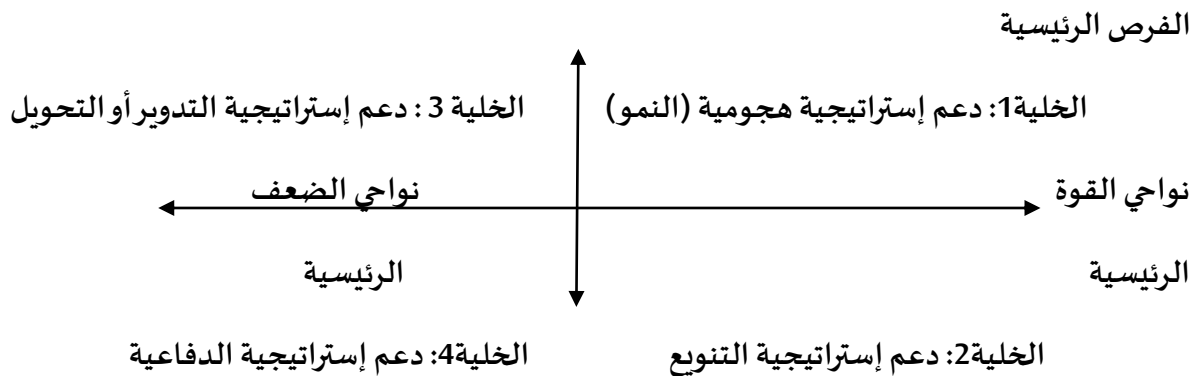 الفرص الرئيسية
الخلية1: دعم إستراتيجية هجومية (النمو)
الخلية 3 : دعم إستراتيجية التدوير أو التحويل
نواحي القوة
نواحي الضعف
الرئيسية
الرئيسية
الخلية2: دعم إستراتيجية التنويع
الخلية4: دعم إستراتيجية الدفاعية